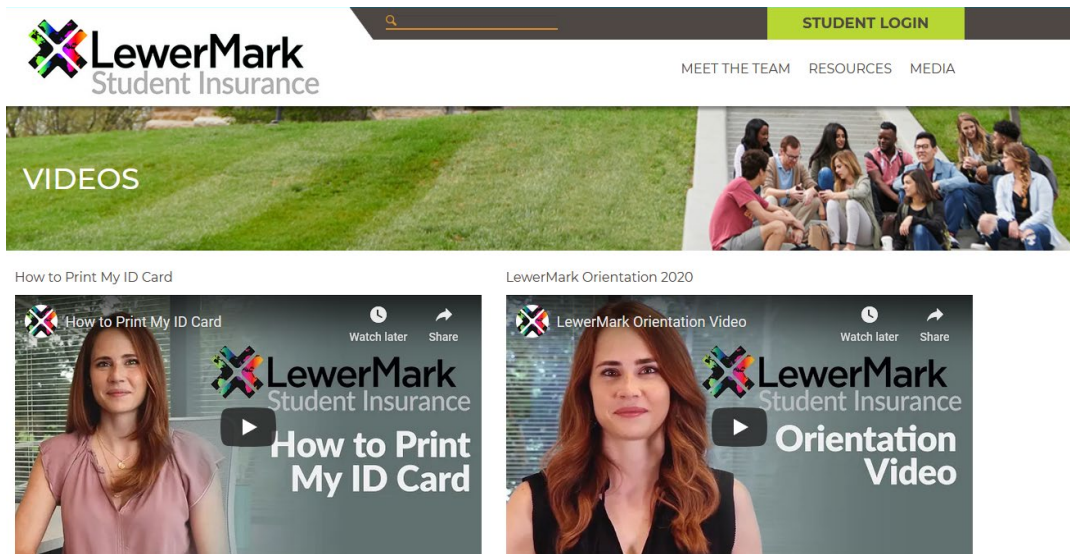 STUDENT LOGIN
LewerMark
Student Insurance
MEET THE TEAM RESOURCES MEDIA
VIDEOS
How to Print My ID Card
LewerMark Orientation 2020
How to Print My ID Card
Watch later
Share
LewerMark
Student Insurance
How to Print
My ID Card
LewerMark Orientation Video
Watch later
Share
LewerMark
Student Insurance
Orientation
Video